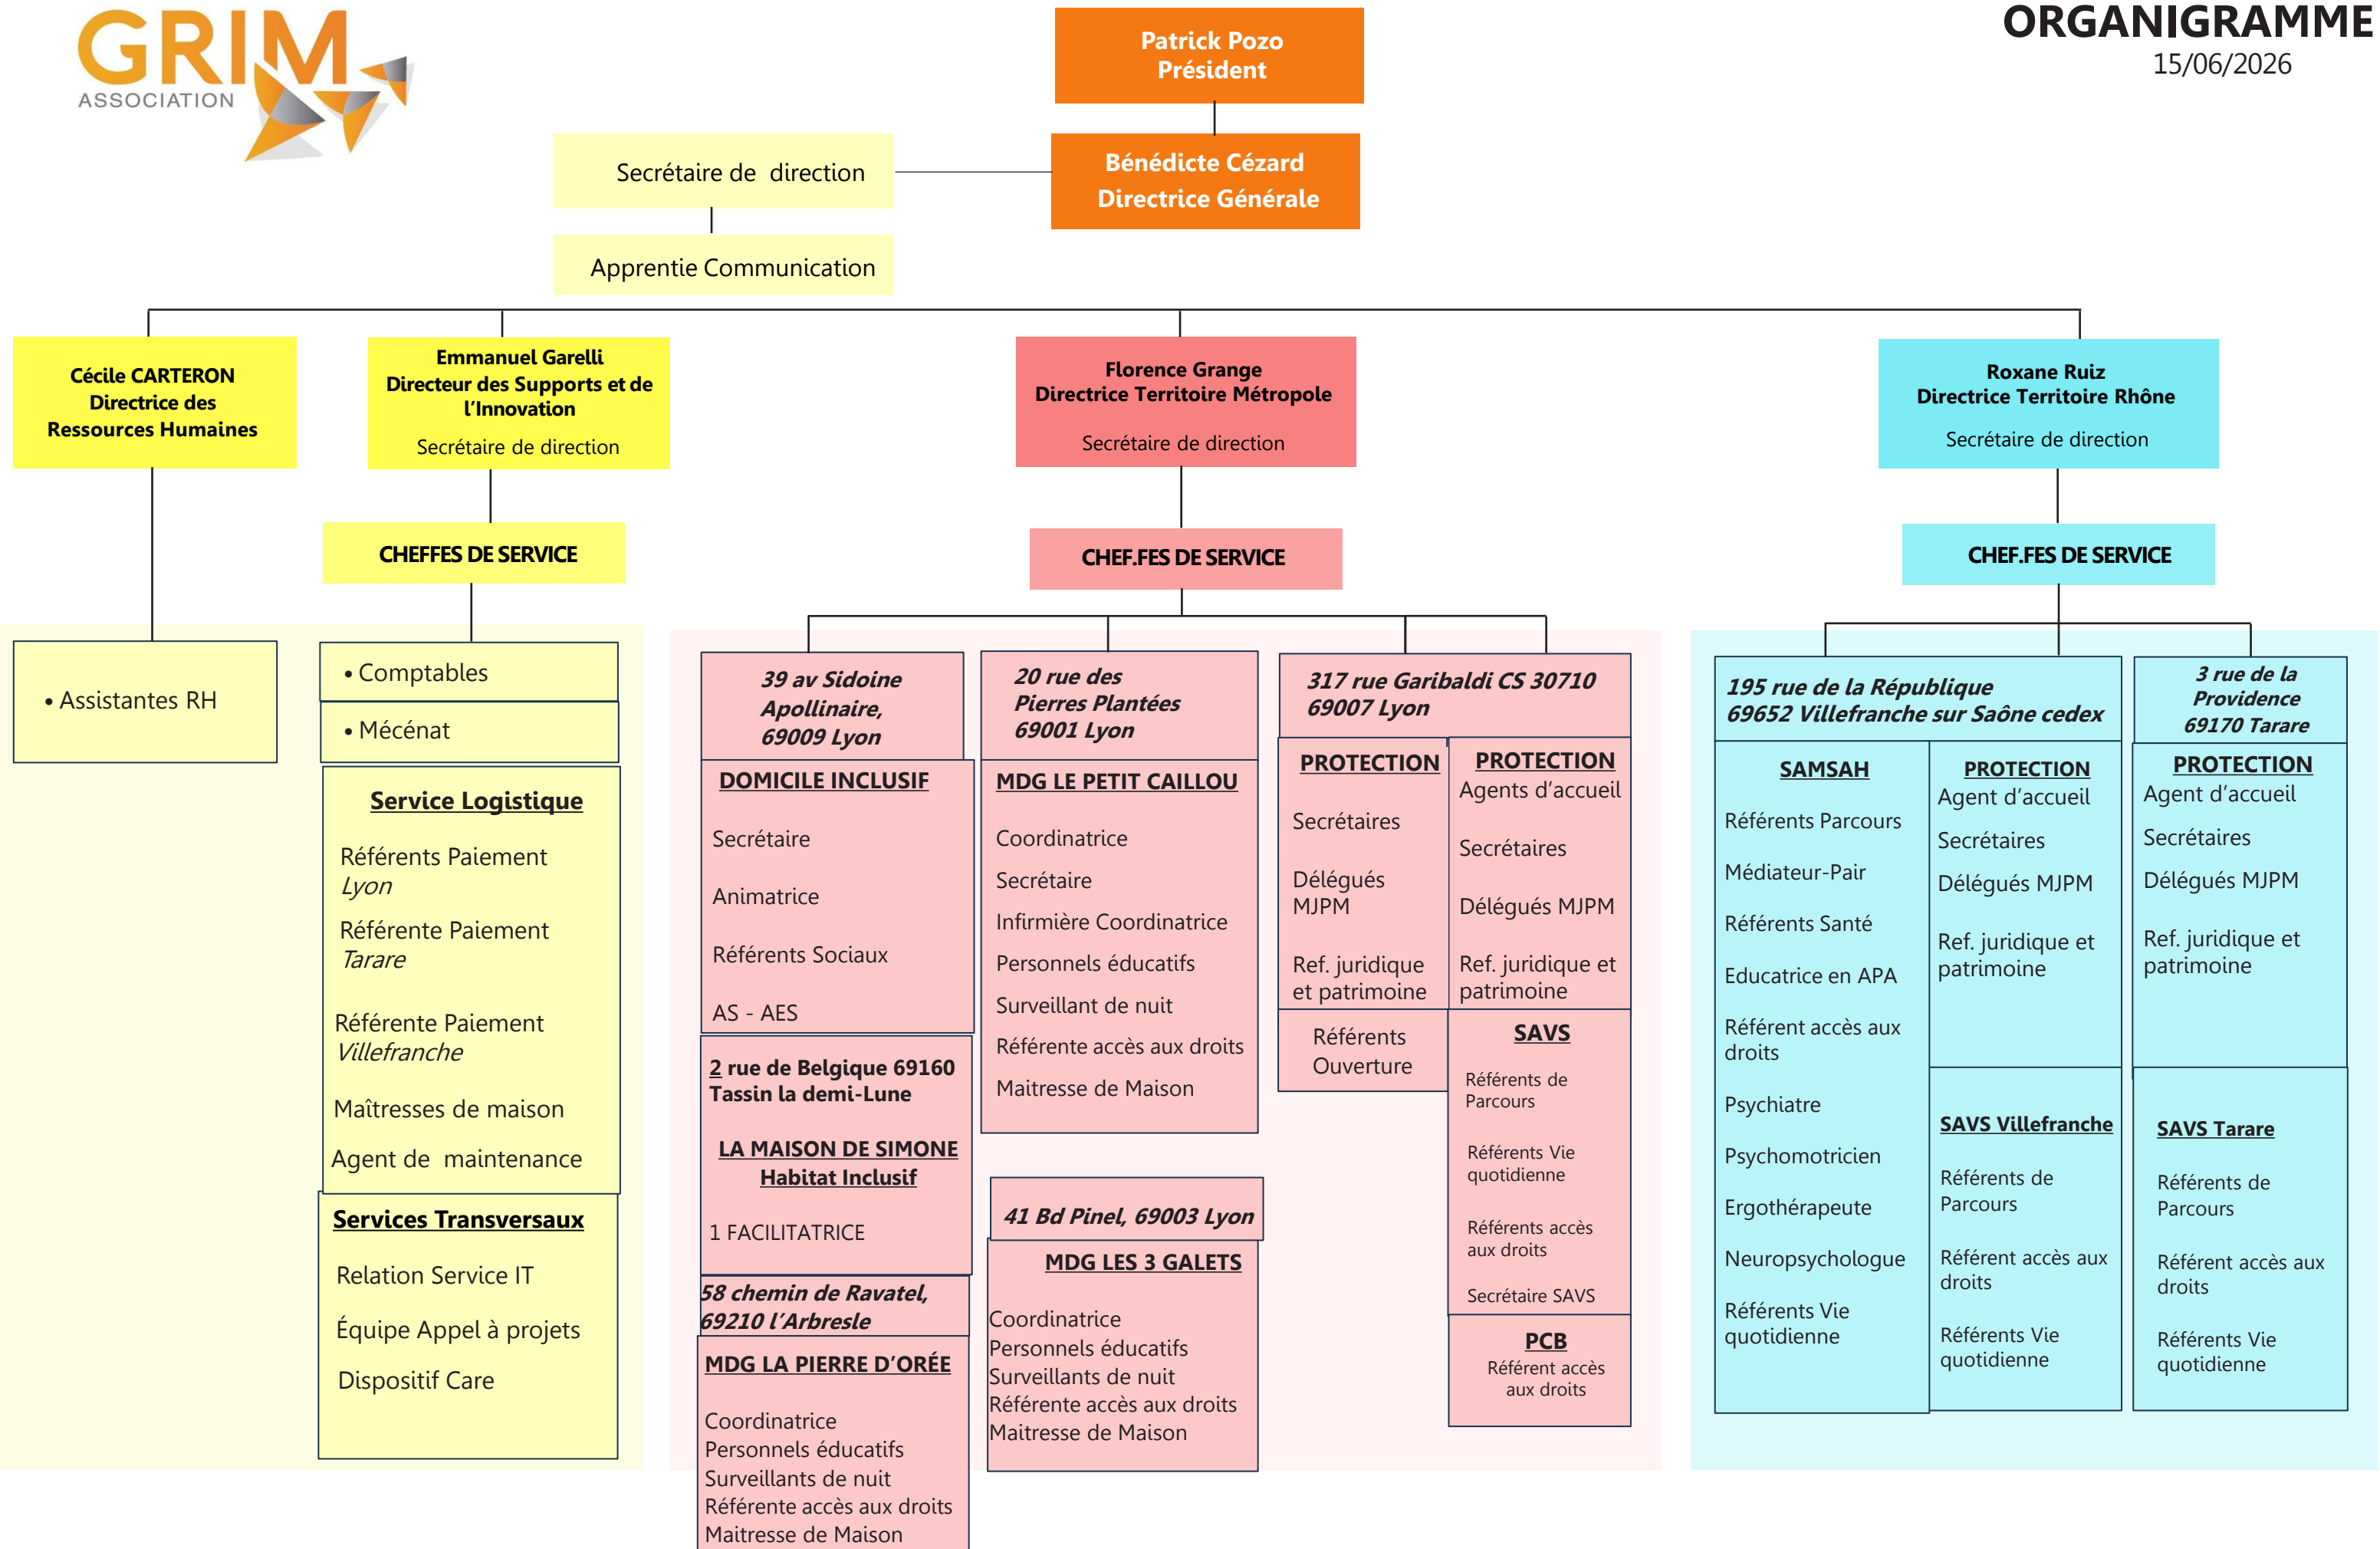 GRIM
ASSOCIATION
ORGANIGRAMME
15/06/2026
Patrick Pozo
Président
Bénédicte Cézard
Directrice Générale
Secrétaire de direction
Apprentie Communication
Cécile CARTERON
Directrice des
Ressources Humaines
Emmanuel Garelli
Directeur des Supports et de
l’Innovation
Secrétaire de direction
Florence Grange
Directrice Territoire Métropole
Secrétaire de direction
Roxane Ruiz
Directrice Territoire Rhône
Secrétaire de direction
CHEFFES DE SERVICE
CHEF.FES DE SERVICE
CHEF.FES DE SERVICE
• Assistantes RH
• Comptables
• Mécénat
Service Logistique
Référents Paiement
Lyon
Référente Paiement
Tarare
Référente Paiement
Villefranche
Maîtresses de maison
Agent de maintenance
Services Transversaux
Relation Service IT
Équipe Appel à projets
Dispositif Care
39 av Sidoine
Apollinaire,
69009 Lyon
DOMICILE INCLUSIF
Secrétaire
Animatrice
Référents Sociaux
AS - AES
2 rue de Belgique 69160
Tassin la demi-Lune
LA MAISON DE SIMONE
Habitat Inclusif
1 FACILITATRICE
58 chemin de Ravatel,
69210 l’Arbresle
MDG LA PIERRE D’ORÉE
Coordinatrice
Personnels éducatifs
Surveillants de nuit
Référente accès aux droits
Maitresse de Maison
20 rue des
Pierres Plantées
69001 Lyon
MDG LE PETIT CAILLOU
Coordinatrice
Secrétaire
Infirmière Coordinatrice
Personnels éducatifs
Surveillant de nuit
Référente accès aux droits
Maitresse de Maison
41 Bd Pinel, 69003 Lyon
MDG LES 3 GALETS
Coordinatrice
Personnels éducatifs
Surveillants de nuit
Référente accès aux droits
Maitresse de Maison
317 rue Garibaldi CS 30710
69007 Lyon
PROTECTION
Secrétaires
Délégués
MJPM
Ref. juridique
et patrimoine
Référents
Ouverture
PROTECTION
Agents d’accueil
Secrétaires
Délégués MJPM
Ref. juridique et
patrimoine
SAVS
Référents de
Parcours
Référents Vie
quotidienne
Référents accès
aux droits
Secrétaire SAVS
PCB
Référent accès
aux droits
195 rue de la République
69652 Villefranche sur Saône cedex
SAMSAH
Référents Parcours
Médiateur-Pair
Référents Santé
Educatrice en APA
Référent accès aux
droits
Psychiatre
Psychomotricien
Ergothérapeute
Neuropsychologue
Référents Vie
quotidienne
PROTECTION
Agent d’accueil
Secrétaires
Délégués MJPM
Ref. juridique et
patrimoine
SAVS Villefranche
Référents de
Parcours
Référent accès aux
droits
Référents Vie
quotidienne
3 rue de la
Providence
69170 Tarare
PROTECTION
Agent d’accueil
Secrétaires
Délégués MJPM
Ref. juridique et
patrimoine
SAVS Tarare
Référents de
Parcours
Référent accès aux
droits
Référents Vie
quotidienne